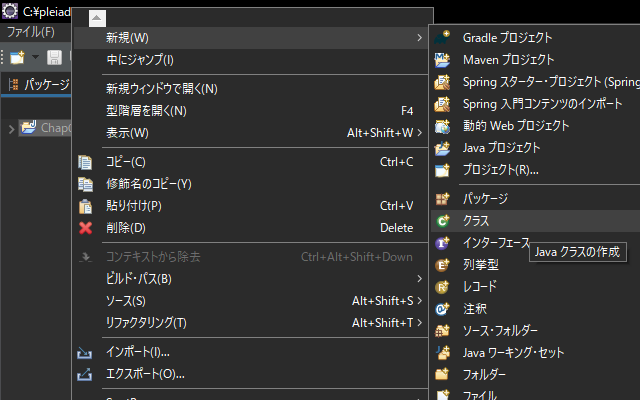 C:¥pleiad
ファイル(F)
パッケージ
Chap
新規(W)
中にジャンプ(I)
新規ウィンドウで開く(N)
型階層を開く(N) F4
表示(W) Alt+Shift+W
コピー(C) Ctrl+C
修飾名のコピー(Y)
貼り付け(P) Ctrl+V
削除(D) Delete
コンテキストから除去 Ctrl+Alt+Shift+Down
ビルド・パス(B)
ソース(S) Alt+Shift+S
リファクタリング(T) Alt+Shift+T
インポート(I)...
エクスポート(O)...
Gradle プロジェクト
Maven プロジェクト
Spring スターター・プロジェクト (Spring
Spring 入門コンテンツのインポート
動的 Web プロジェクト
Java プロジェクト
プロジェクト(R)...
パッケージ
クラス
インターフェース
Java クラスの作成
列挙型
レコード
注釈
ソース・フォルダー
Java ワーキング・セット
フォルダー
ファイル